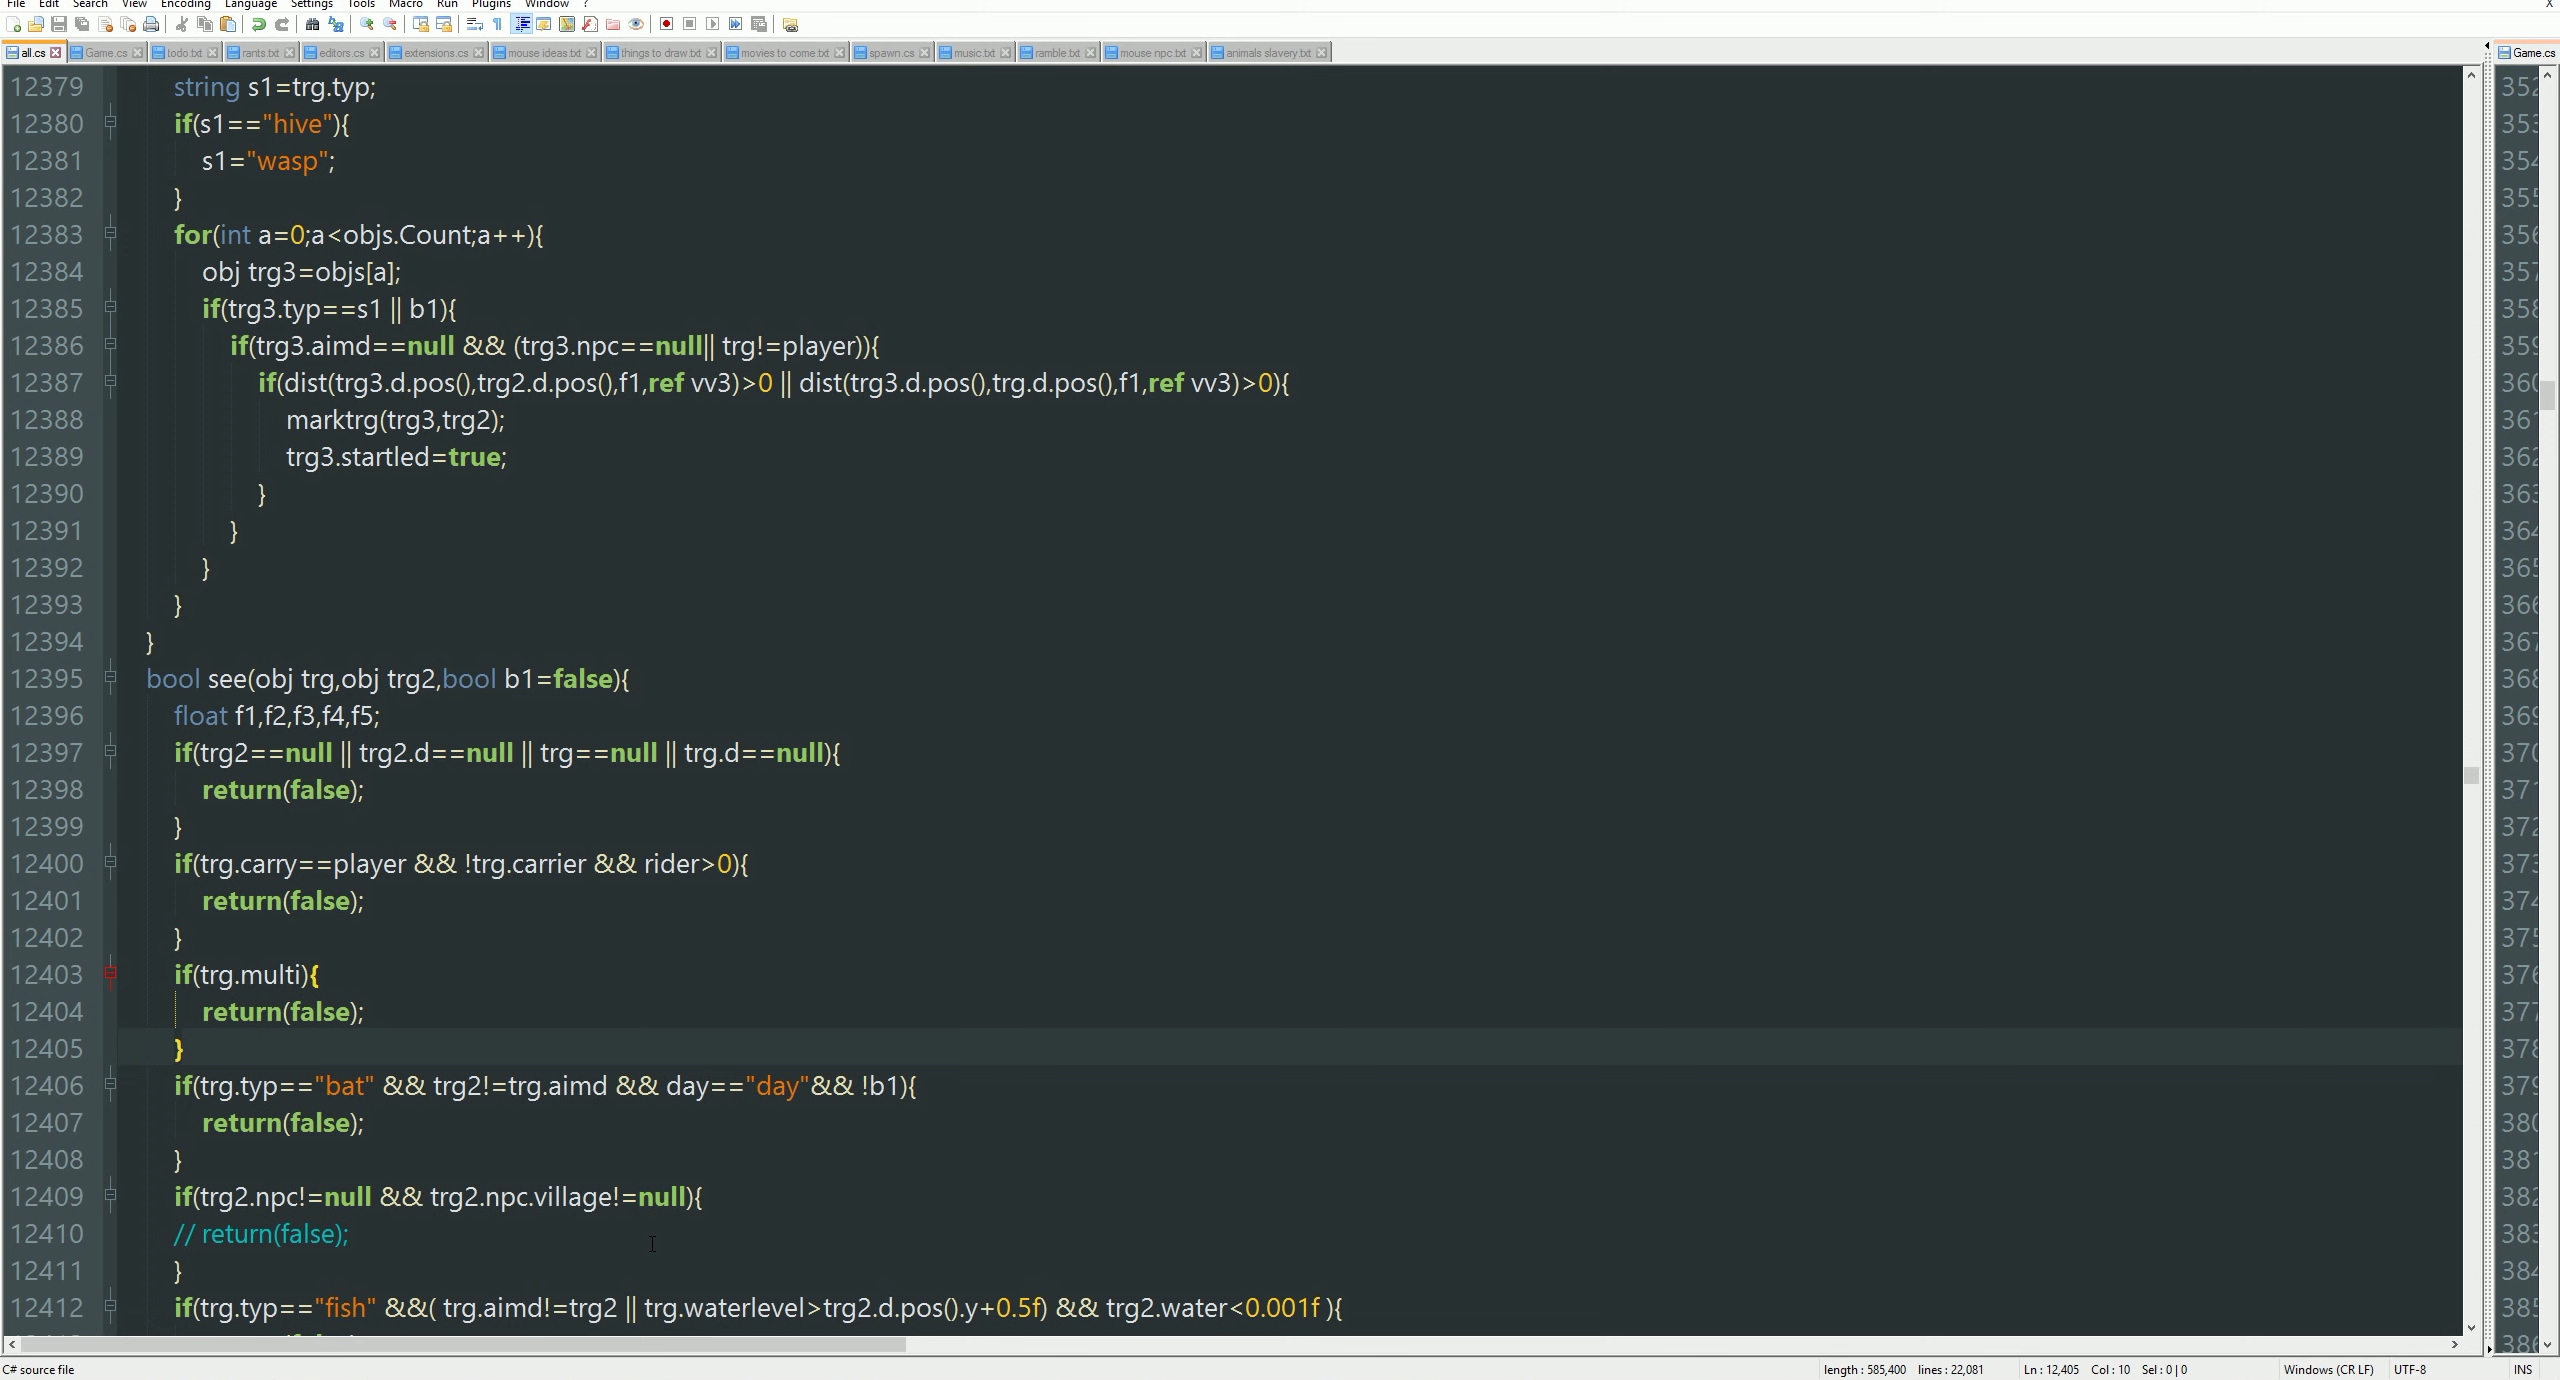 File Edit Search View Encoding Language Settings Tools Macro Run Plugins Window ? X
all.cs Game.cs todo.txt rants.txt editors.cs extensions.cs mouse ideas.txt things to draw.txt movies to come.txt spawn.cs music.txt ramble.txt mouse npc.txt animals slavery.txt Game.cs
12379 string s1=trg.typ;
12380 if(s1=="hive"){
12381 s1="wasp";
12382 }
12383 for(int a=0;a<objs.Count;a++){
12384 obj trg3=objs[a];
12385 if(trg3.typ==s1 || b1){
12386 if(trg3.aimd==null && (trg3.npc==null|| trg!=player)){
12387 if(dist(trg3.d.pos(),trg2.d.pos(),f1,ref vv3)>0 || dist(trg3.d.pos(),trg.d.pos(),f1,ref vv3)>0){
12388 marktrg(trg3,trg2);
12389 trg3.startled=true;
12390 }
12391 }
12392 }
12393 }
12394 }
12395 bool see(obj trg,obj trg2,bool b1=false){
12396 float f1,f2,f3,f4,f5;
12397 if(trg2==null || trg2.d==null || trg==null || trg.d==null){
12398 return(false);
12399 }
12400 if(trg.carry==player && !trg.carrier && rider>0){
12401 return(false);
12402 }
12403 if(trg.multi){
12404 return(false);
12405 }
12406 if(trg.typ=="bat" && trg2!=trg.aimd && day=="day"&& !b1){
12407 return(false);
12408 }
12409 if(trg2.npc!=null && trg2.npc.village!=null){
12410 // return(false);
12411 }
12412 if(trg.typ=="fish" &&( trg.aimd!=trg2 || trg.waterlevel>trg2.d.pos().y+0.5f) && trg2.water<0.001f ){
C# source file length : 585,400 lines : 22,081 Ln : 12,405 Col : 10 Sel : 0 | 0 Windows (CR LF) UTF-8 INS